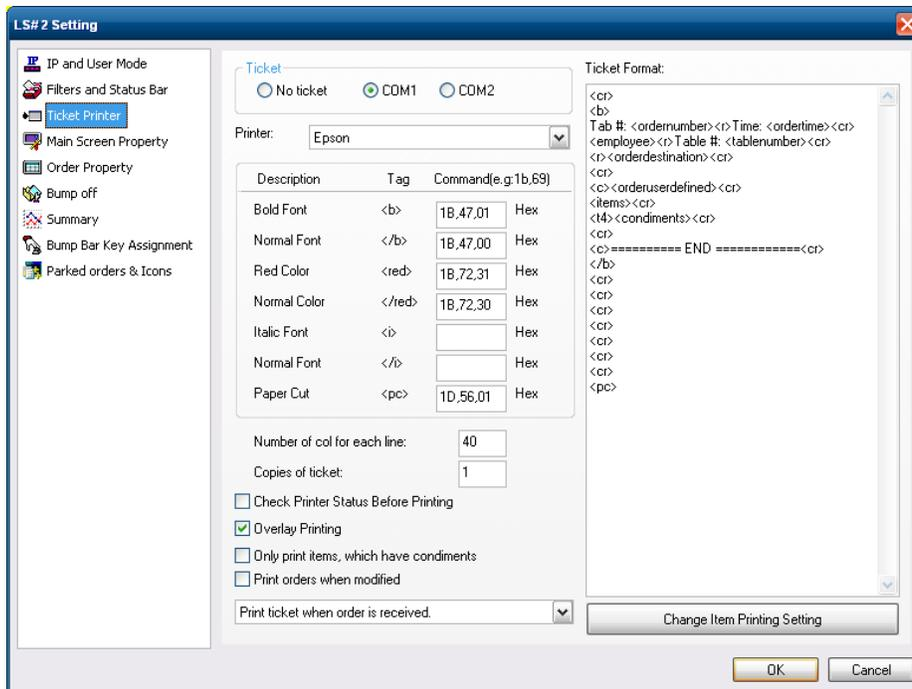 LS# 2 Setting
IP and User Mode
Filters and Status Bar
Ticket Printer
Main Screen Property
Order Property
Bump off
Summary
Bump Bar Key Assignment
Parked orders & Icons
Ticket
No ticket
COM1
COM2
Printer:
Epson
Description Tag Command(e.g:1b,69)
Bold Font <b> 1B,47,01 Hex
Normal Font </b> 1B,47,00 Hex
Red Color <red> 1B,72,31 Hex
Normal Color </red> 1B,72,30 Hex
Italic Font <i> Hex
Normal Font </i> Hex
Paper Cut <pc> 1D,56,01 Hex
Number of col for each line: 40
Copies of ticket: 1
Check Printer Status Before Printing
Overlay Printing
Only print items, which have condiments
Print orders when modified
Print ticket when order is received.
Ticket Format:
<cr>
<b>
Tab #: <ordernumber><r>Time: <ordertime><cr>
<employee><r>Table #: <tablenumber><cr>
<r><orderdestination><cr>
<cr>
<c><orderuserdefined><cr>
<items><cr>
<t4><condiments><cr>
<cr>
<c>========== END ============<cr>
</b>
<cr>
<cr>
<cr>
<cr>
<cr>
<cr>
<cr>
<pc>
Change Item Printing Setting
OK
Cancel